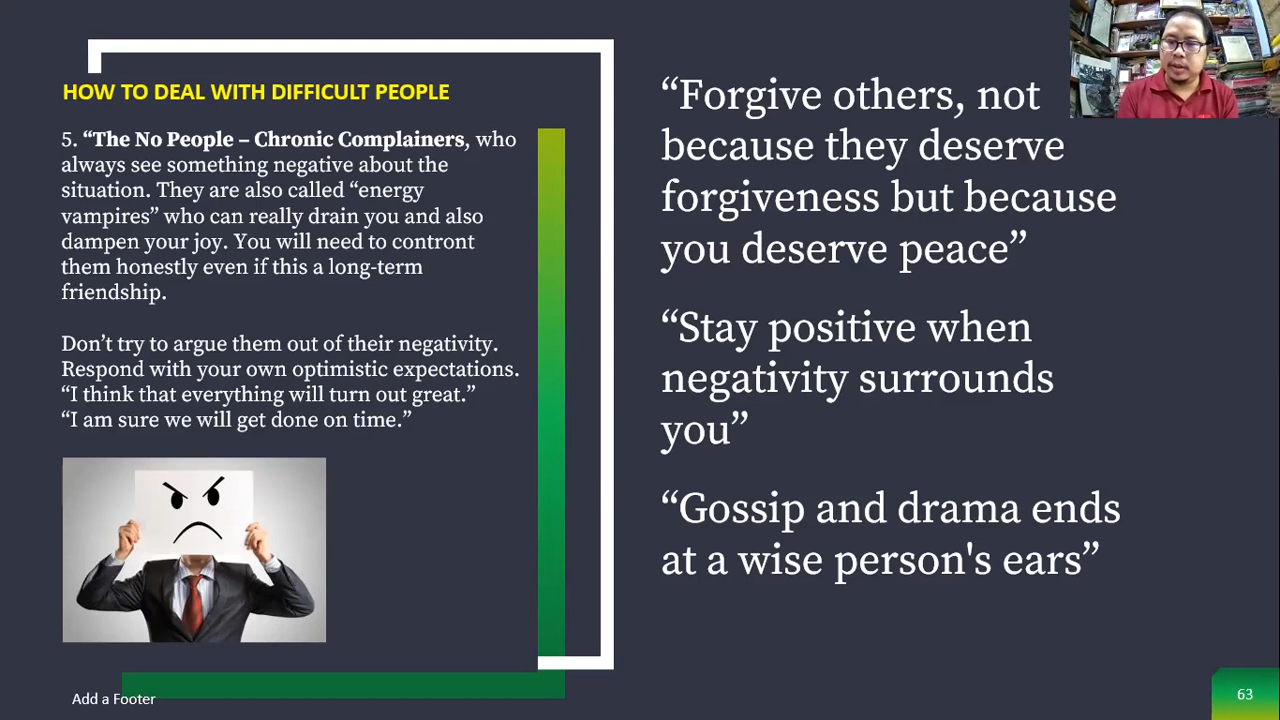 HOW TO DEAL WITH DIFFICULT PEOPLE
5. “The No People – Chronic Complainers, who
always see something negative about the
situation. They are also called “energy
vampires” who can really drain you and also
dampen your joy. You will need to confront
them honestly even if this a long-term
friendship.
Don’t try to argue them out of their negativity.
Respond with your own optimistic expectations.
“I think that everything will turn out great.”
“I am sure we will get done on time.”
“Forgive others, not
because they deserve
forgiveness but because
you deserve peace”
“Stay positive when
negativity surrounds
you”
“Gossip and drama ends
at a wise person's ears”
Add a Footer
63